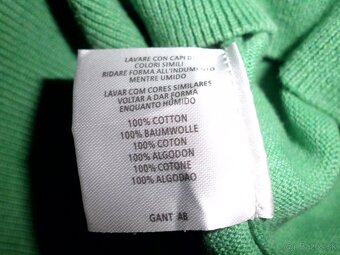 LAVARE CON CAPI DI
COLORI SIMILI
RIDARE FORMA ALL'INDUMENTO
MENTRE UMIDO
LAVAR COM CORES SIMILARES
VOLTAR A DAR FORMA
ENQUANTO HÚMIDO
100% COTTON
100% BAUMWOLLE
100% COTON
100% ALGODON
100% COTONE
100% ALGODAO
GANT AB